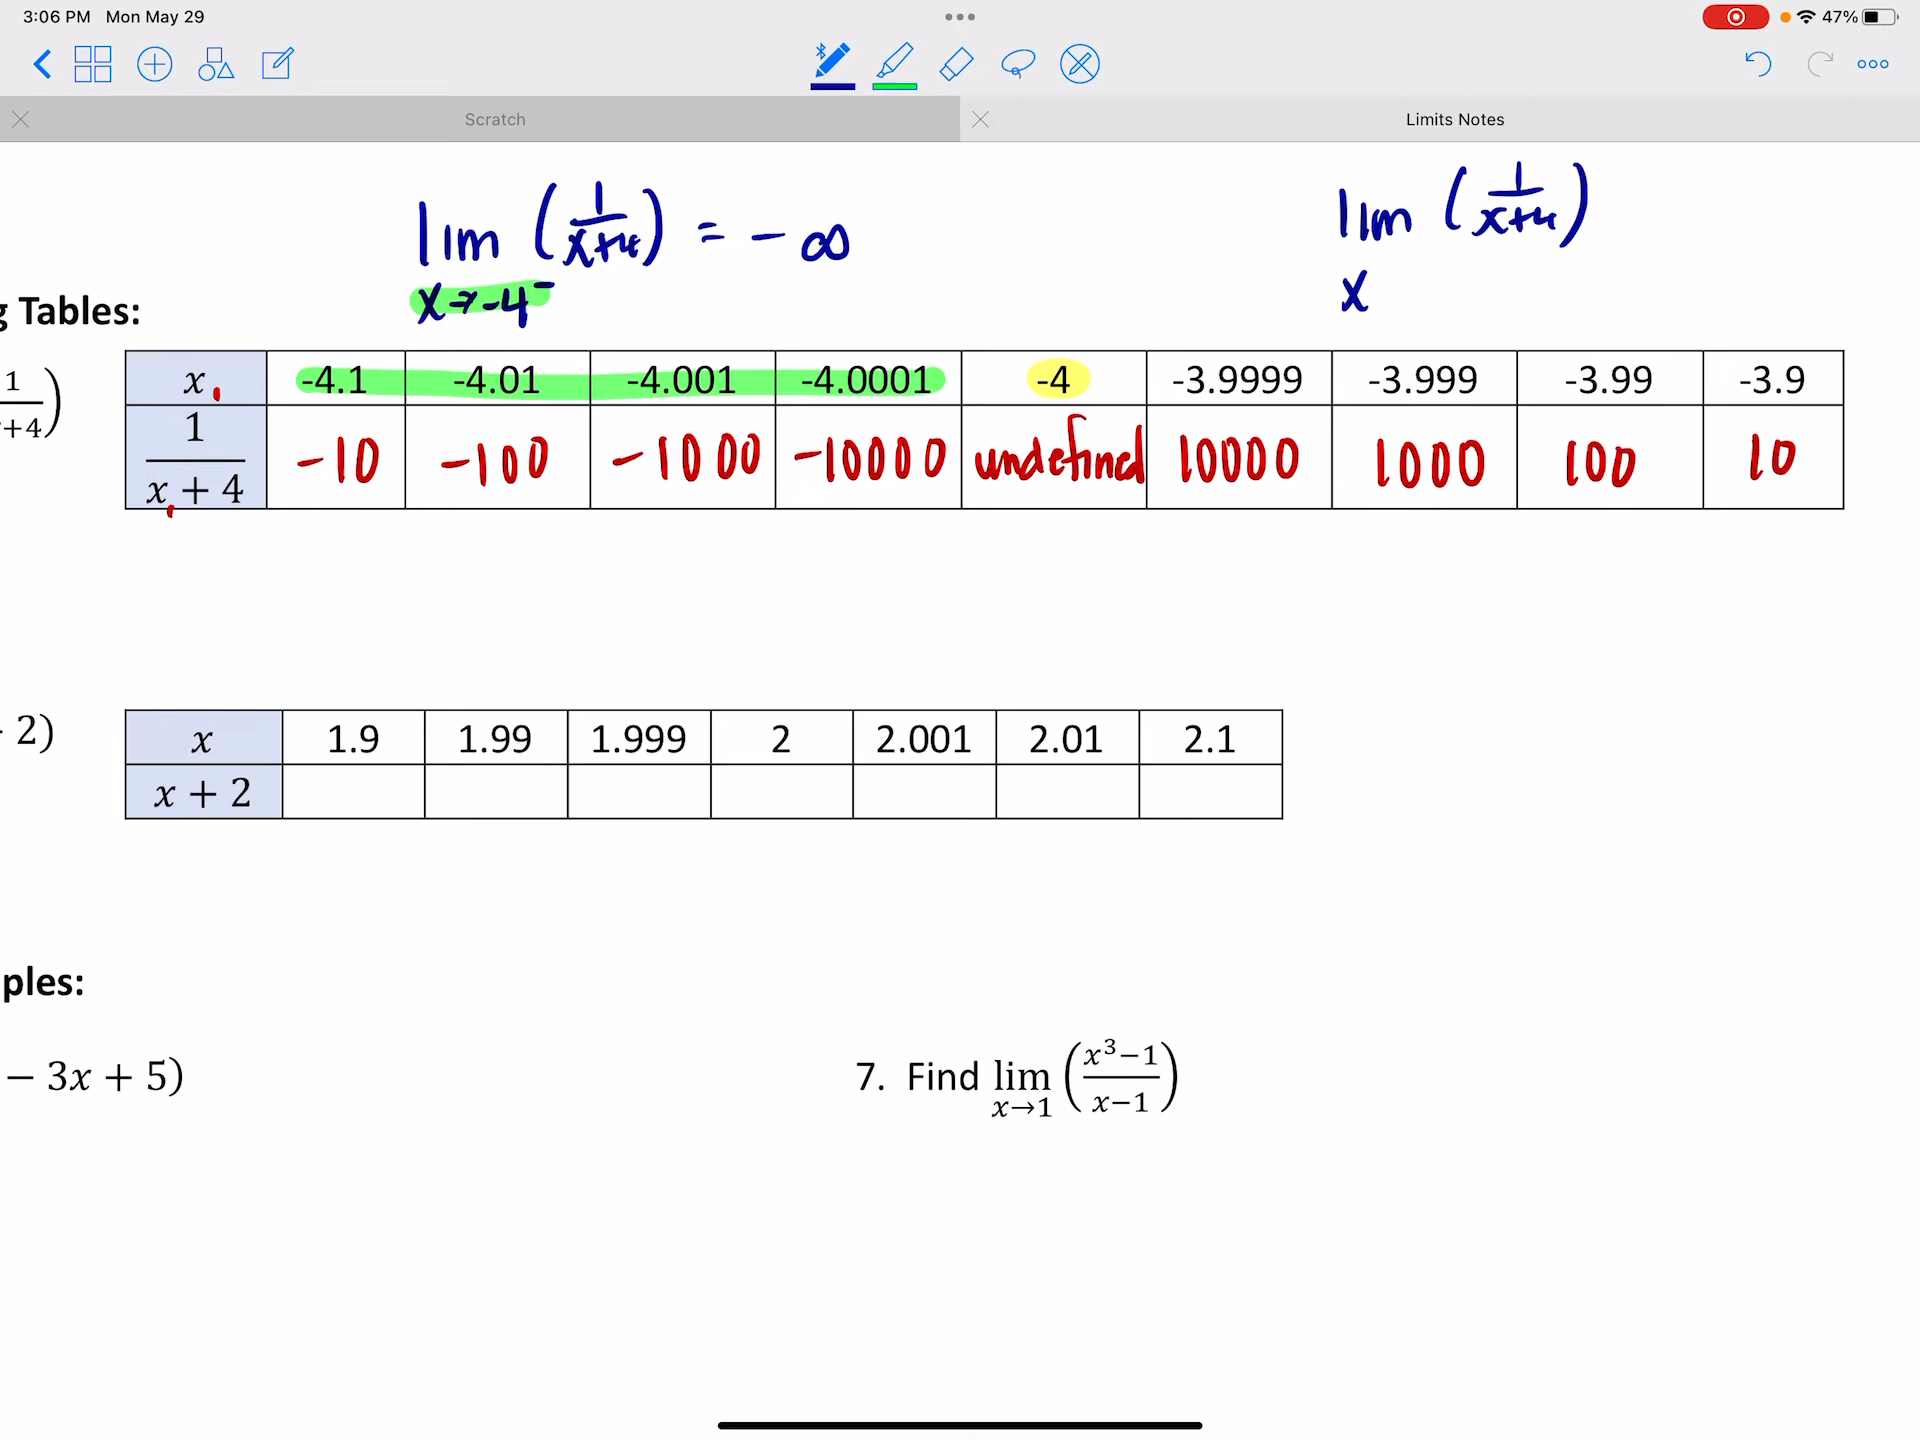 3:06 PM Mon May 29
47%
Scratch
Limits Notes
lim (1/(x+4)) = -∞
x→-4⁻
lim (1/(x+4))
x
g Tables:
1
+4)
x -4.1 -4.01 -4.001 -4.0001 -4 -3.9999 -3.999 -3.99 -3.9
1/(x + 4) -10 -100 -1000 -10000 undefined 10000 1000 100 10
2)
x 1.9 1.99 1.999 2 2.001 2.01 2.1
x + 2
ples:
− 3x + 5)
7. Find lim x→1 ((x³−1)/(x−1))